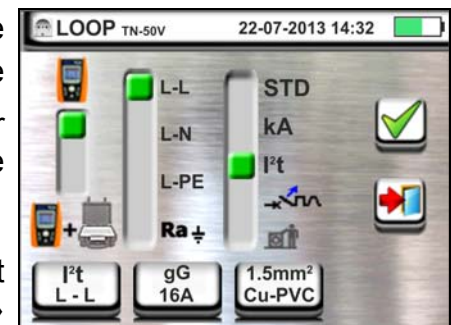 e
LOOP TN-50V 22-07-2013 14:32
e
L-L STD
r
L-N kA
e
I²t
L-PE
+
Ra
t
I²t gG 1.5mm²
L - L 16A Cu-PVC
»